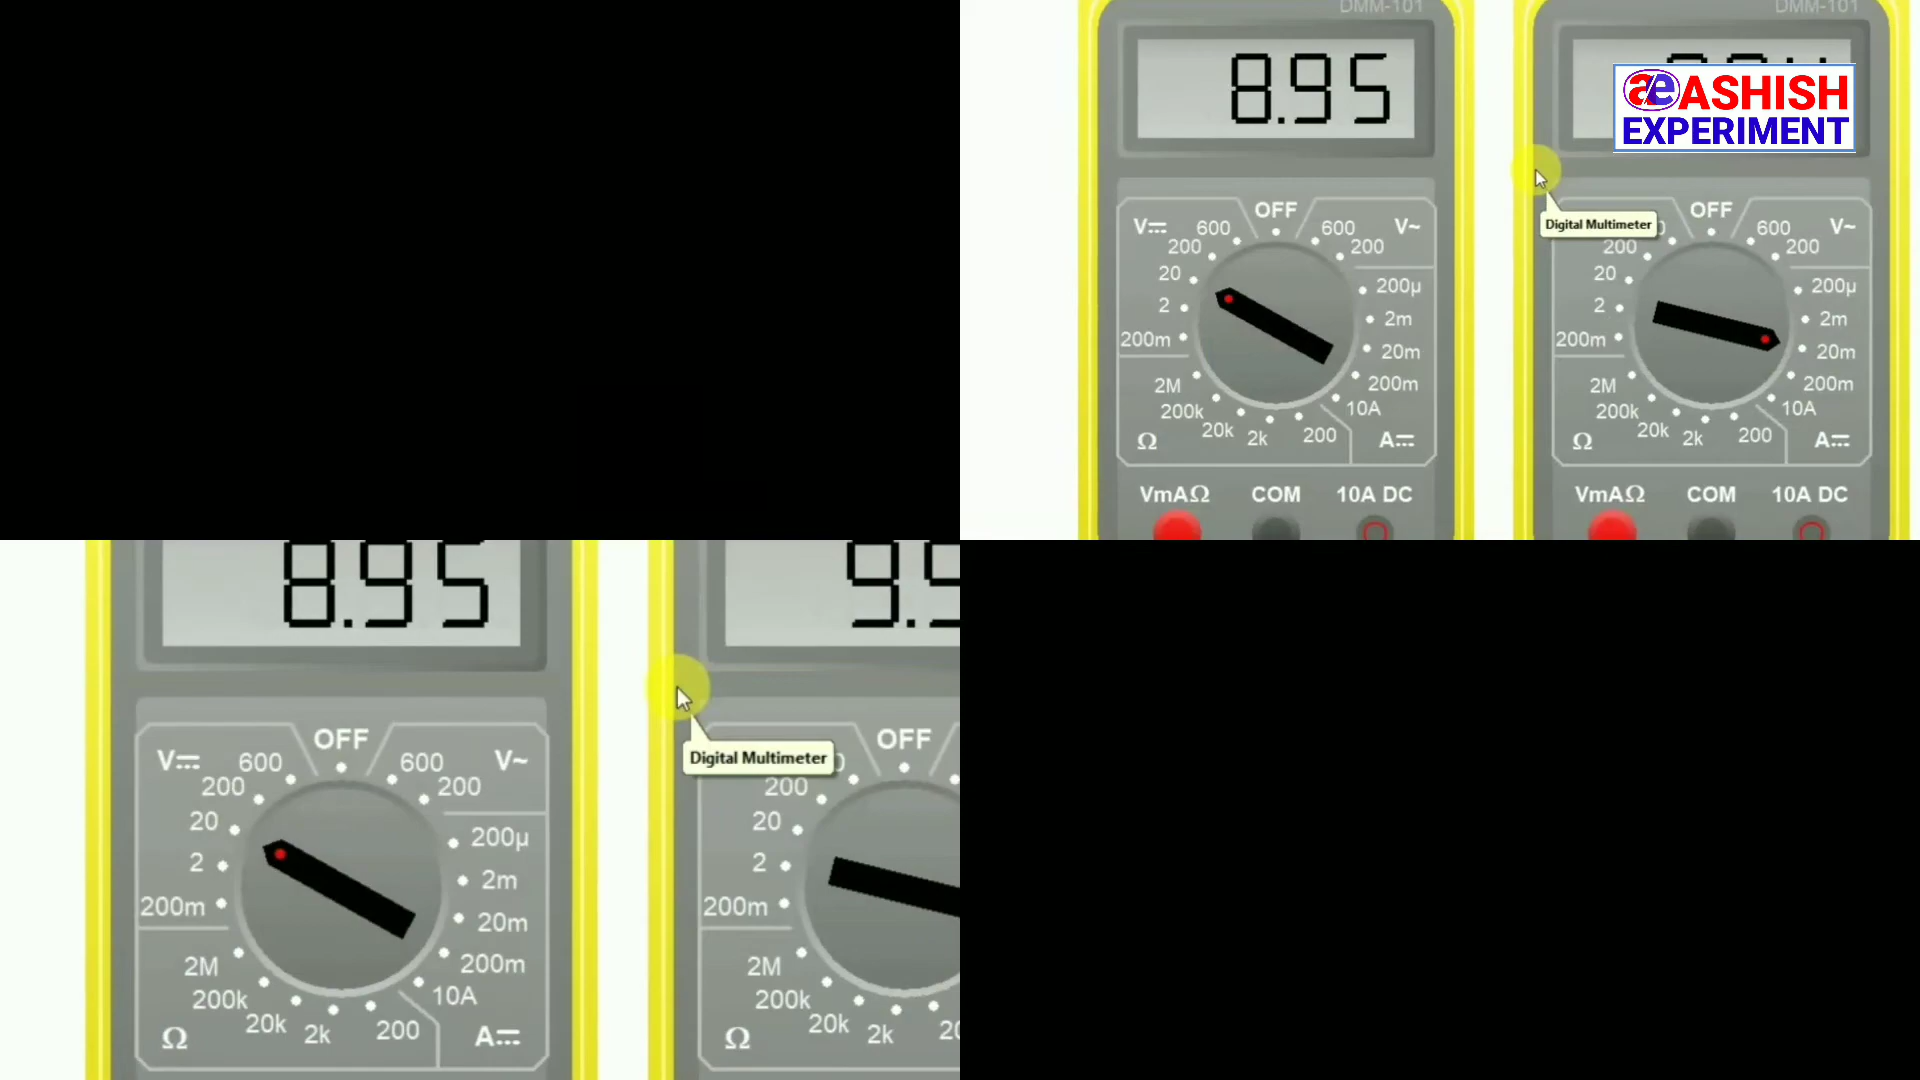 DMM-101
8.95
OFF
V 600 600 V~
200 200
20 200µ
2 2m
200m 20m
2M 200m
200k 10A
20k 2k 200
Ω A
VmAΩ COM 10A DC
DMM-101
ae ASHISH
EXPERIMENT
Digital Multimeter
OFF
600 V~
200 200
20 200µ
2 2m
200m 20m
2M 200m
200k 10A
20k 2k 200
Ω A
VmAΩ COM 10A DC
8.95
OFF
V 600 600 V~
200 200
20 200µ
2 2m
200m 20m
2M 200m
200k 10A
20k 2k 200
Ω A
Digital Multimeter
OFF
200
20
2
200m
2M
200k
20k 2k
Ω